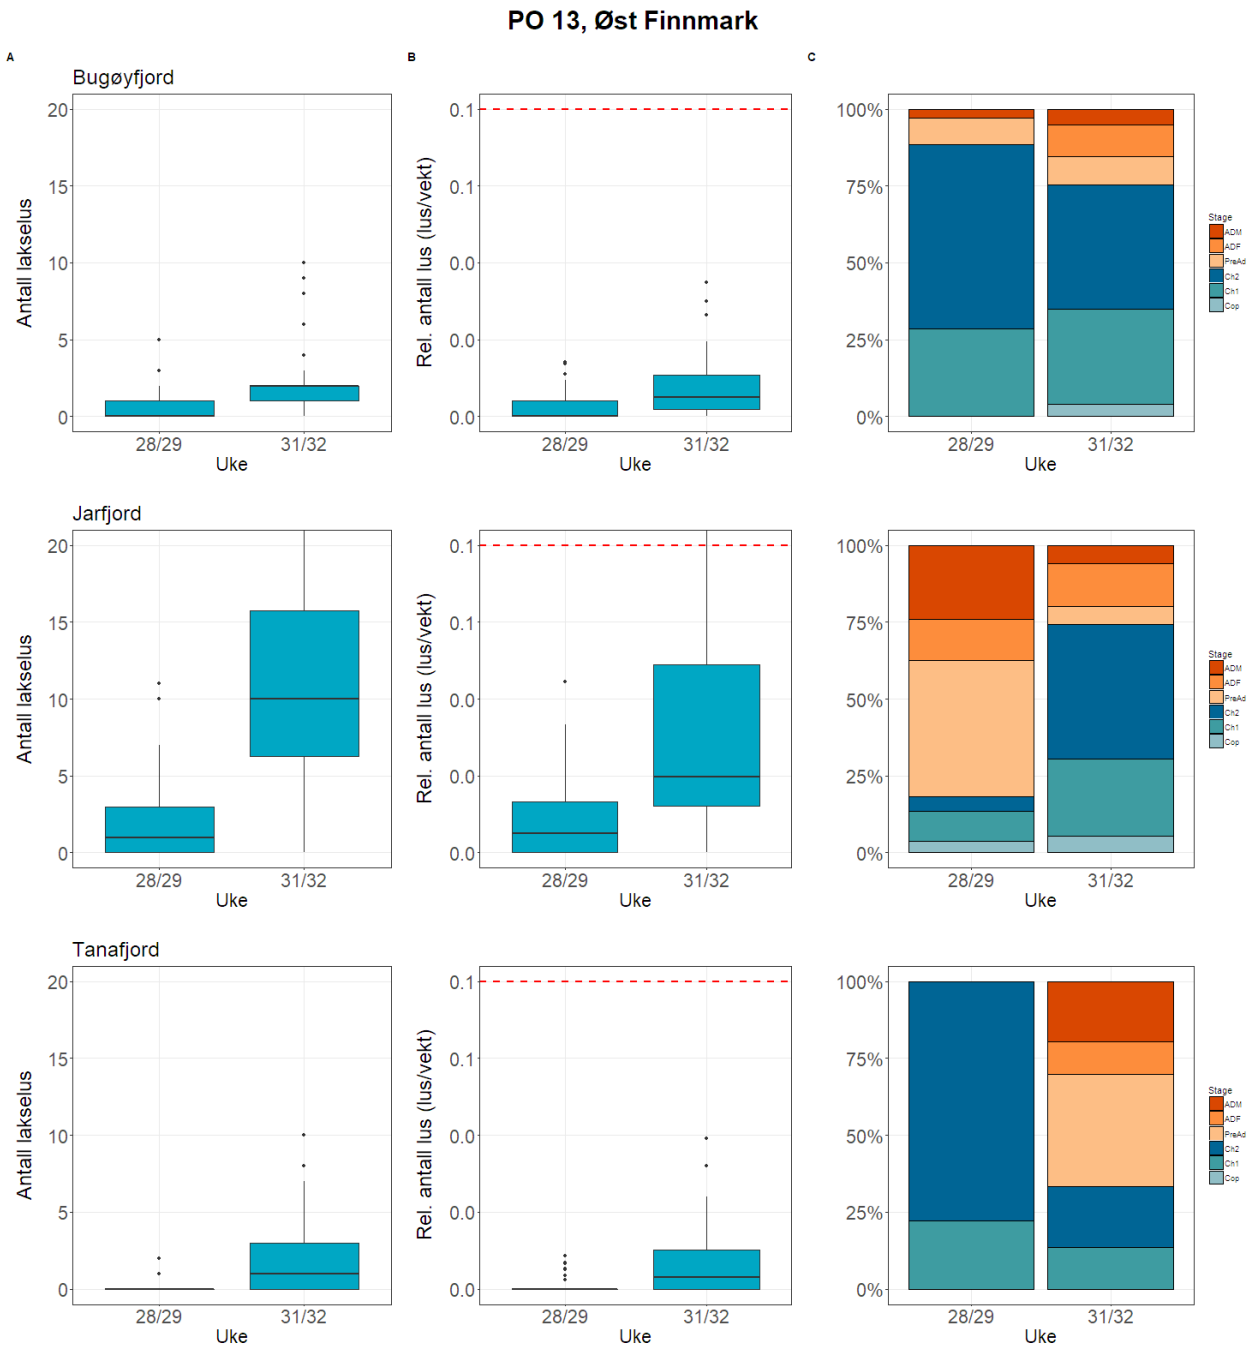 PO 13, Øst Finnmark
A
B
C
Bugøyfjord
Antall lakselus
20
15
10
5
0
28/29
31/32
Uke
Rel. antall lus (lus/vekt)
0.1
0.1
0.0
0.0
0.0
28/29
31/32
Uke
100%
75%
50%
25%
0%
28/29
31/32
Uke
Stage
ADM
ADF
PreAd
Ch2
Ch1
Cop
Jarfjord
Antall lakselus
20
15
10
5
0
28/29
31/32
Uke
Rel. antall lus (lus/vekt)
0.1
0.1
0.0
0.0
0.0
28/29
31/32
Uke
100%
75%
50%
25%
0%
28/29
31/32
Uke
Stage
ADM
ADF
PreAd
Ch2
Ch1
Cop
Tanafjord
Antall lakselus
20
15
10
5
0
28/29
31/32
Uke
Rel. antall lus (lus/vekt)
0.1
0.1
0.0
0.0
0.0
28/29
31/32
Uke
100%
75%
50%
25%
0%
28/29
31/32
Uke
Stage
ADM
ADF
PreAd
Ch2
Ch1
Cop